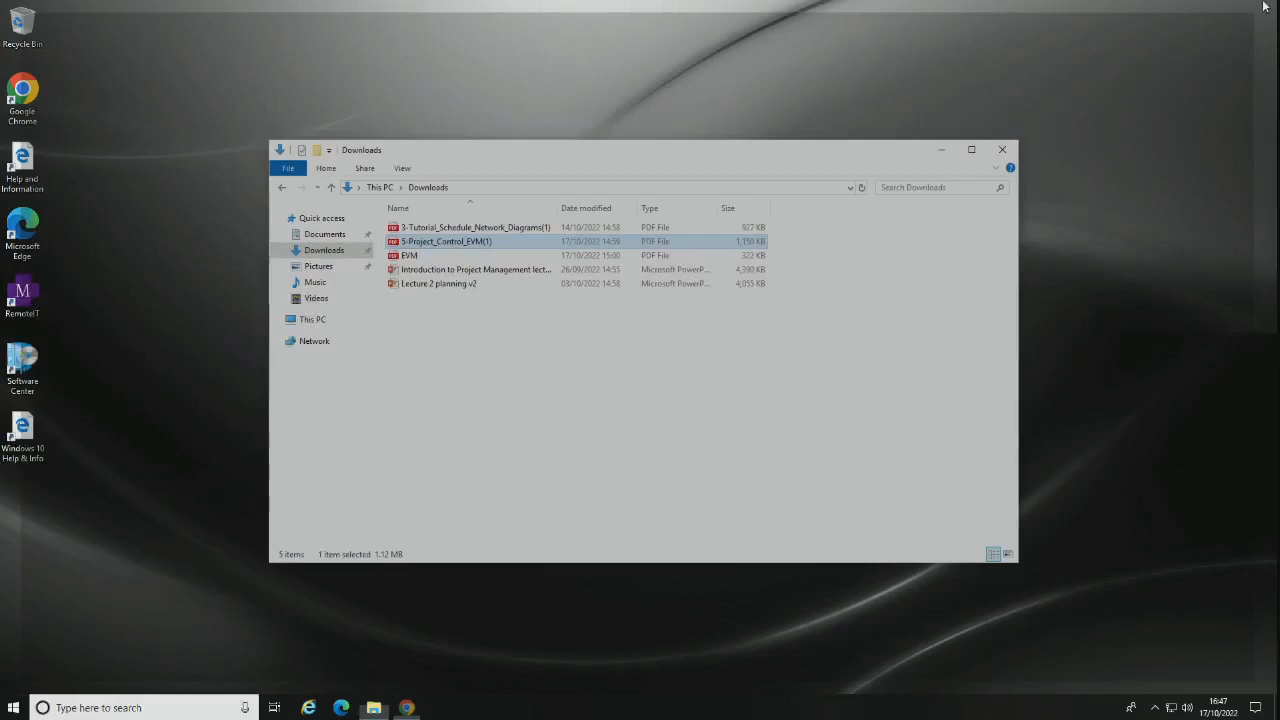 Recycle Bin
Google
Chrome
Help and
Information
Microsoft
Edge
RemoteIT
Software
Center
Windows 10
Help & Info
Downloads
File Home Share View
This PC Downloads
Search Downloads
Quick access
Documents
Downloads
Pictures
Music
Videos
This PC
Network
Name Date modified Type Size
3-Tutorial_Schedule_Network_Diagrams(1) 14/10/2022 14:58 PDF File 927 KB
5-Project_Control_EVM(1) 17/10/2022 14:59 PDF File 1,150 KB
EVM 17/10/2022 15:00 PDF File 322 KB
Introduction to Project Management lect... 26/09/2022 14:55 Microsoft PowerP... 4,390 KB
Lecture 2 planning v2 03/10/2022 14:58 Microsoft PowerP... 4,055 KB
5 items 1 item selected 1.12 MB
Type here to search
16:47
17/10/2022